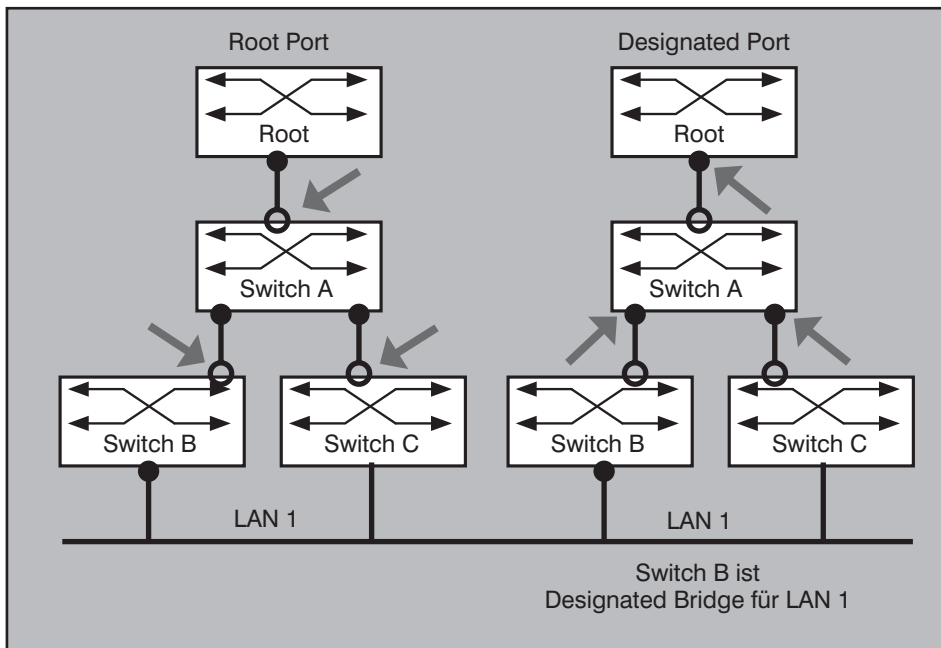 Root Port
Designated Port
Root
Root
Switch A
Switch A
Switch B
Switch C
Switch B
Switch C
LAN 1
LAN 1
Switch B ist
Designated Bridge für LAN 1